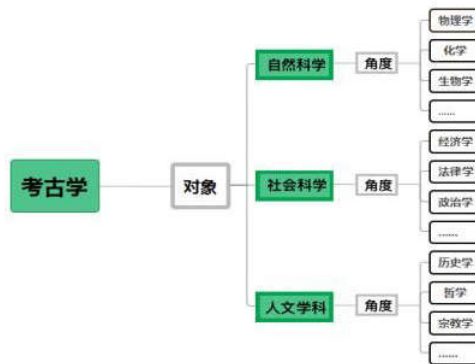 考古学
对象
自然科学
角度
物理学
化学
生物学
……
社会科学
角度
经济学
法律学
政治学
……
人文学科
角度
历史学
哲学
宗教学
……